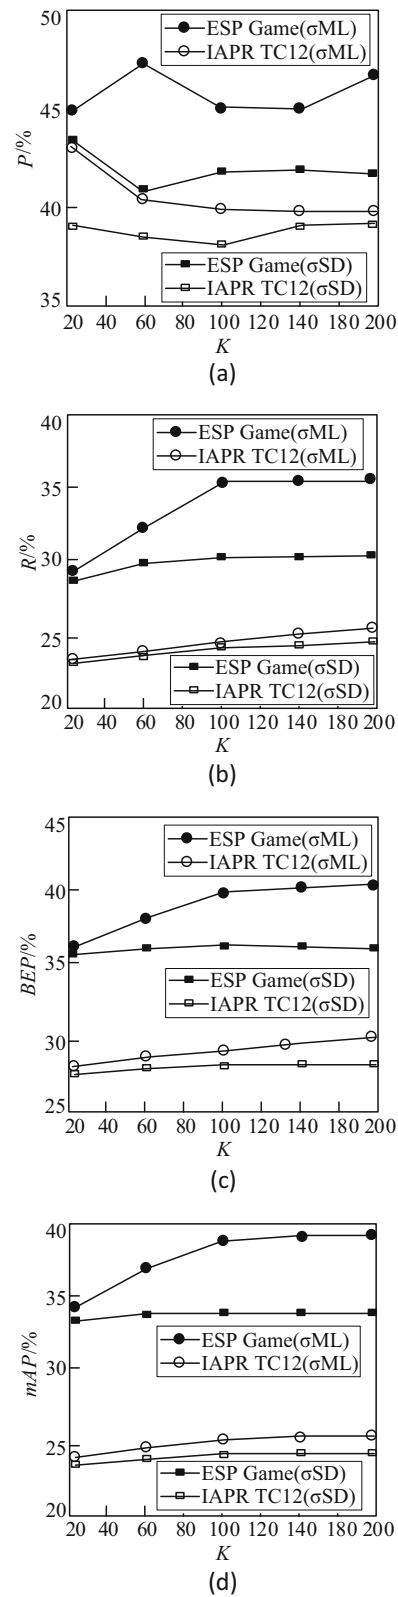 50
ESP Game(σML)
IAPR TC12(σML)
45
P/%
40
ESP Game(σSD)
IAPR TC12(σSD)
35
20 60 80 100 120 140 180 200
K
(a)
40
ESP Game(σML)
IAPR TC12(σML)
35
R/%
30
25
ESP Game(σSD)
IAPR TC12(σSD)
20
20 40 60 80 100 120 140 160 180 200
K
(b)
45
ESP Game(σML)
IAPR TC12(σML)
40
BEP/%
35
ESP Game(σSD)
IAPR TC12(σSD)
30
25
20 40 60 80 100 120 140 160 180 200
K
(c)
40
35
ESP Game(σML)
IAPR TC12(σML)
mAP/%
30
25
ESP Game(σSD)
IAPR TC12(σSD)
20
20 40 60 80 100 120 140 160 180 200
K
(d)